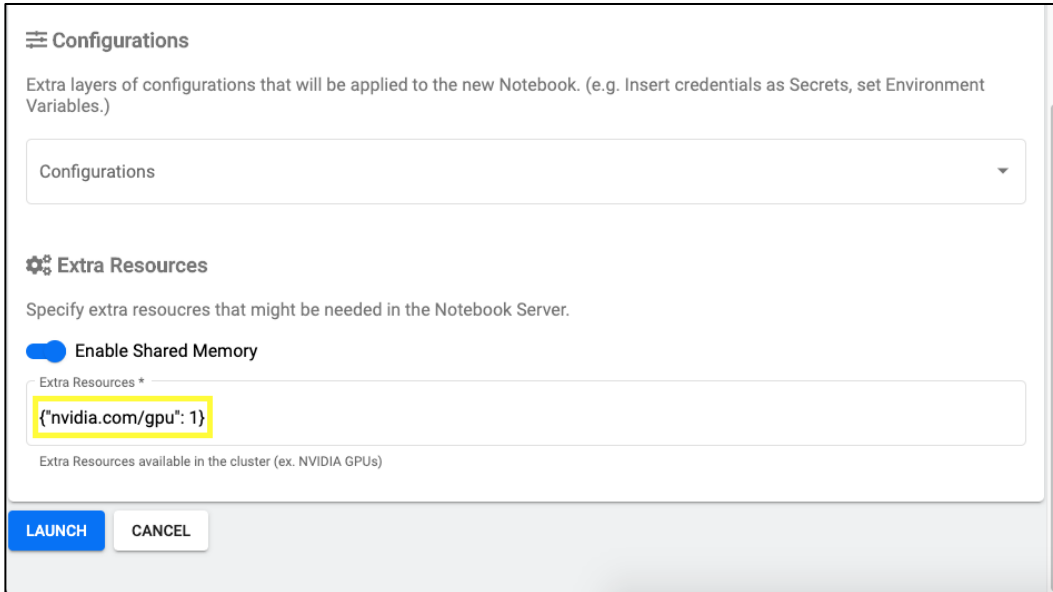 Configurations
Extra layers of configurations that will be applied to the new Notebook. (e.g. Insert credentials as Secrets, set Environment
Variables.)
Configurations
Extra Resources
Specify extra resoucres that might be needed in the Notebook Server.
Enable Shared Memory
Extra Resources *
{"nvidia.com/gpu": 1}
Extra Resources available in the cluster (ex. NVIDIA GPUs)
LAUNCH CANCEL